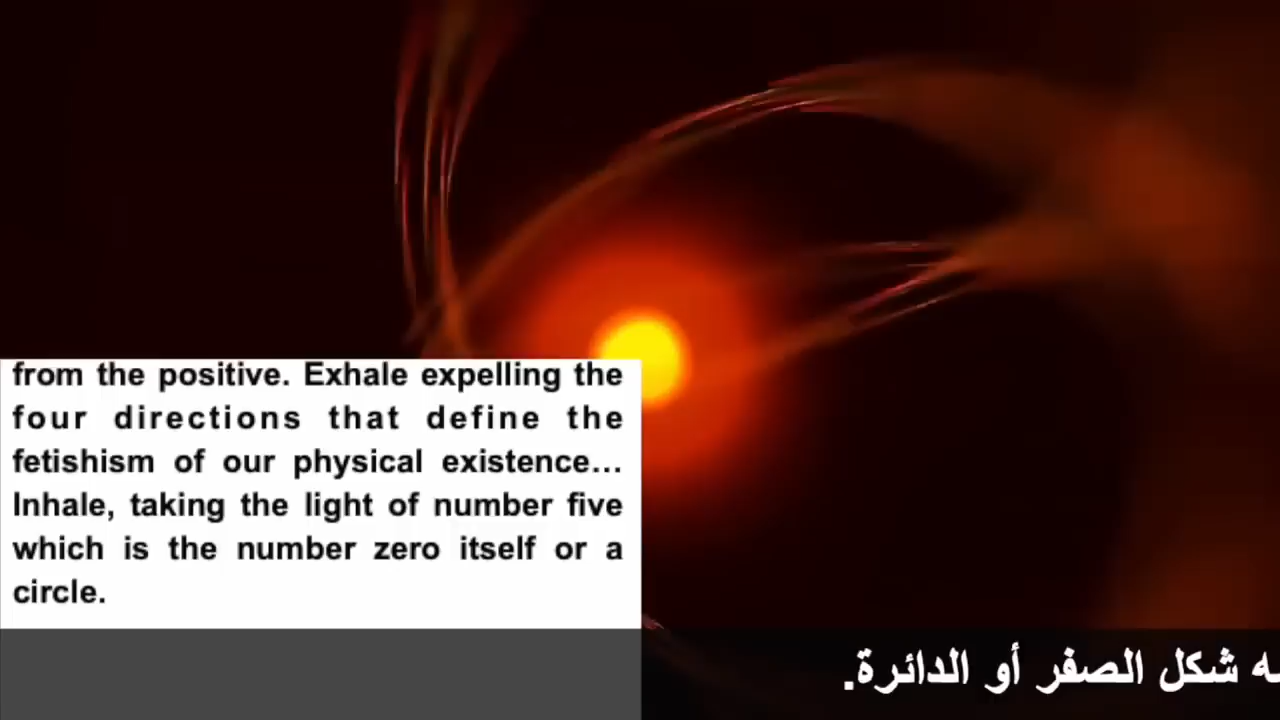 from the positive. Exhale expelling the
four directions that define the
fetishism of our physical existence...
Inhale, taking the light of number five
which is the number zero itself or a
circle.
شكل الصفر أو الدائرة.